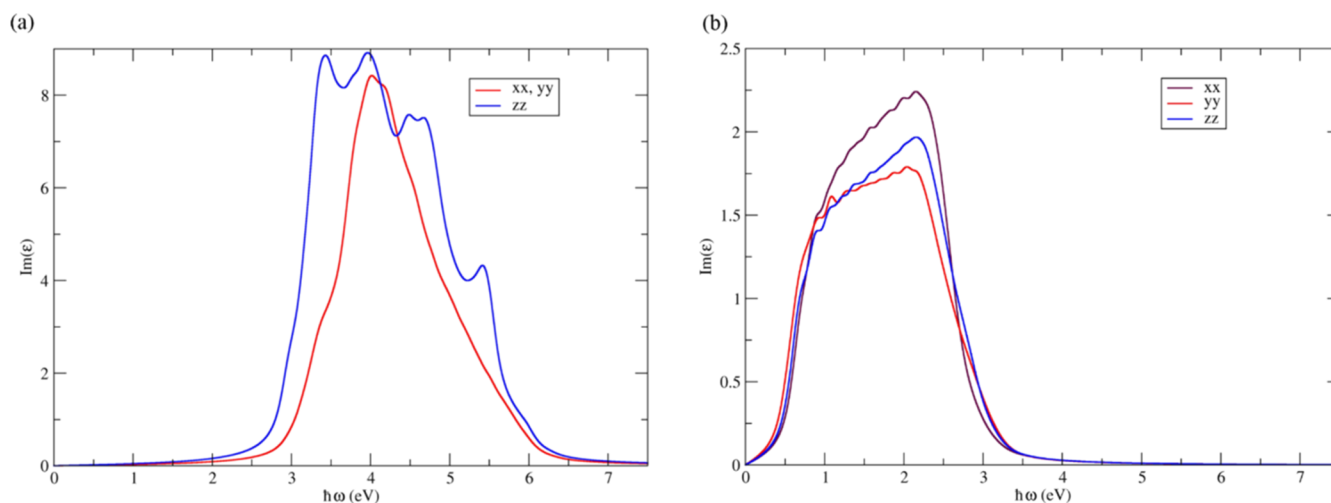 (a)
8
6
4
2
0
Im(ε)
0 1 2 3 4 5 6 7
ħω (eV)
xx, yy
zz
(b)
2.5
2
1.5
1
0.5
0
Im(ε)
0 1 2 3 4 5 6 7
ħω (eV)
xx
yy
zz